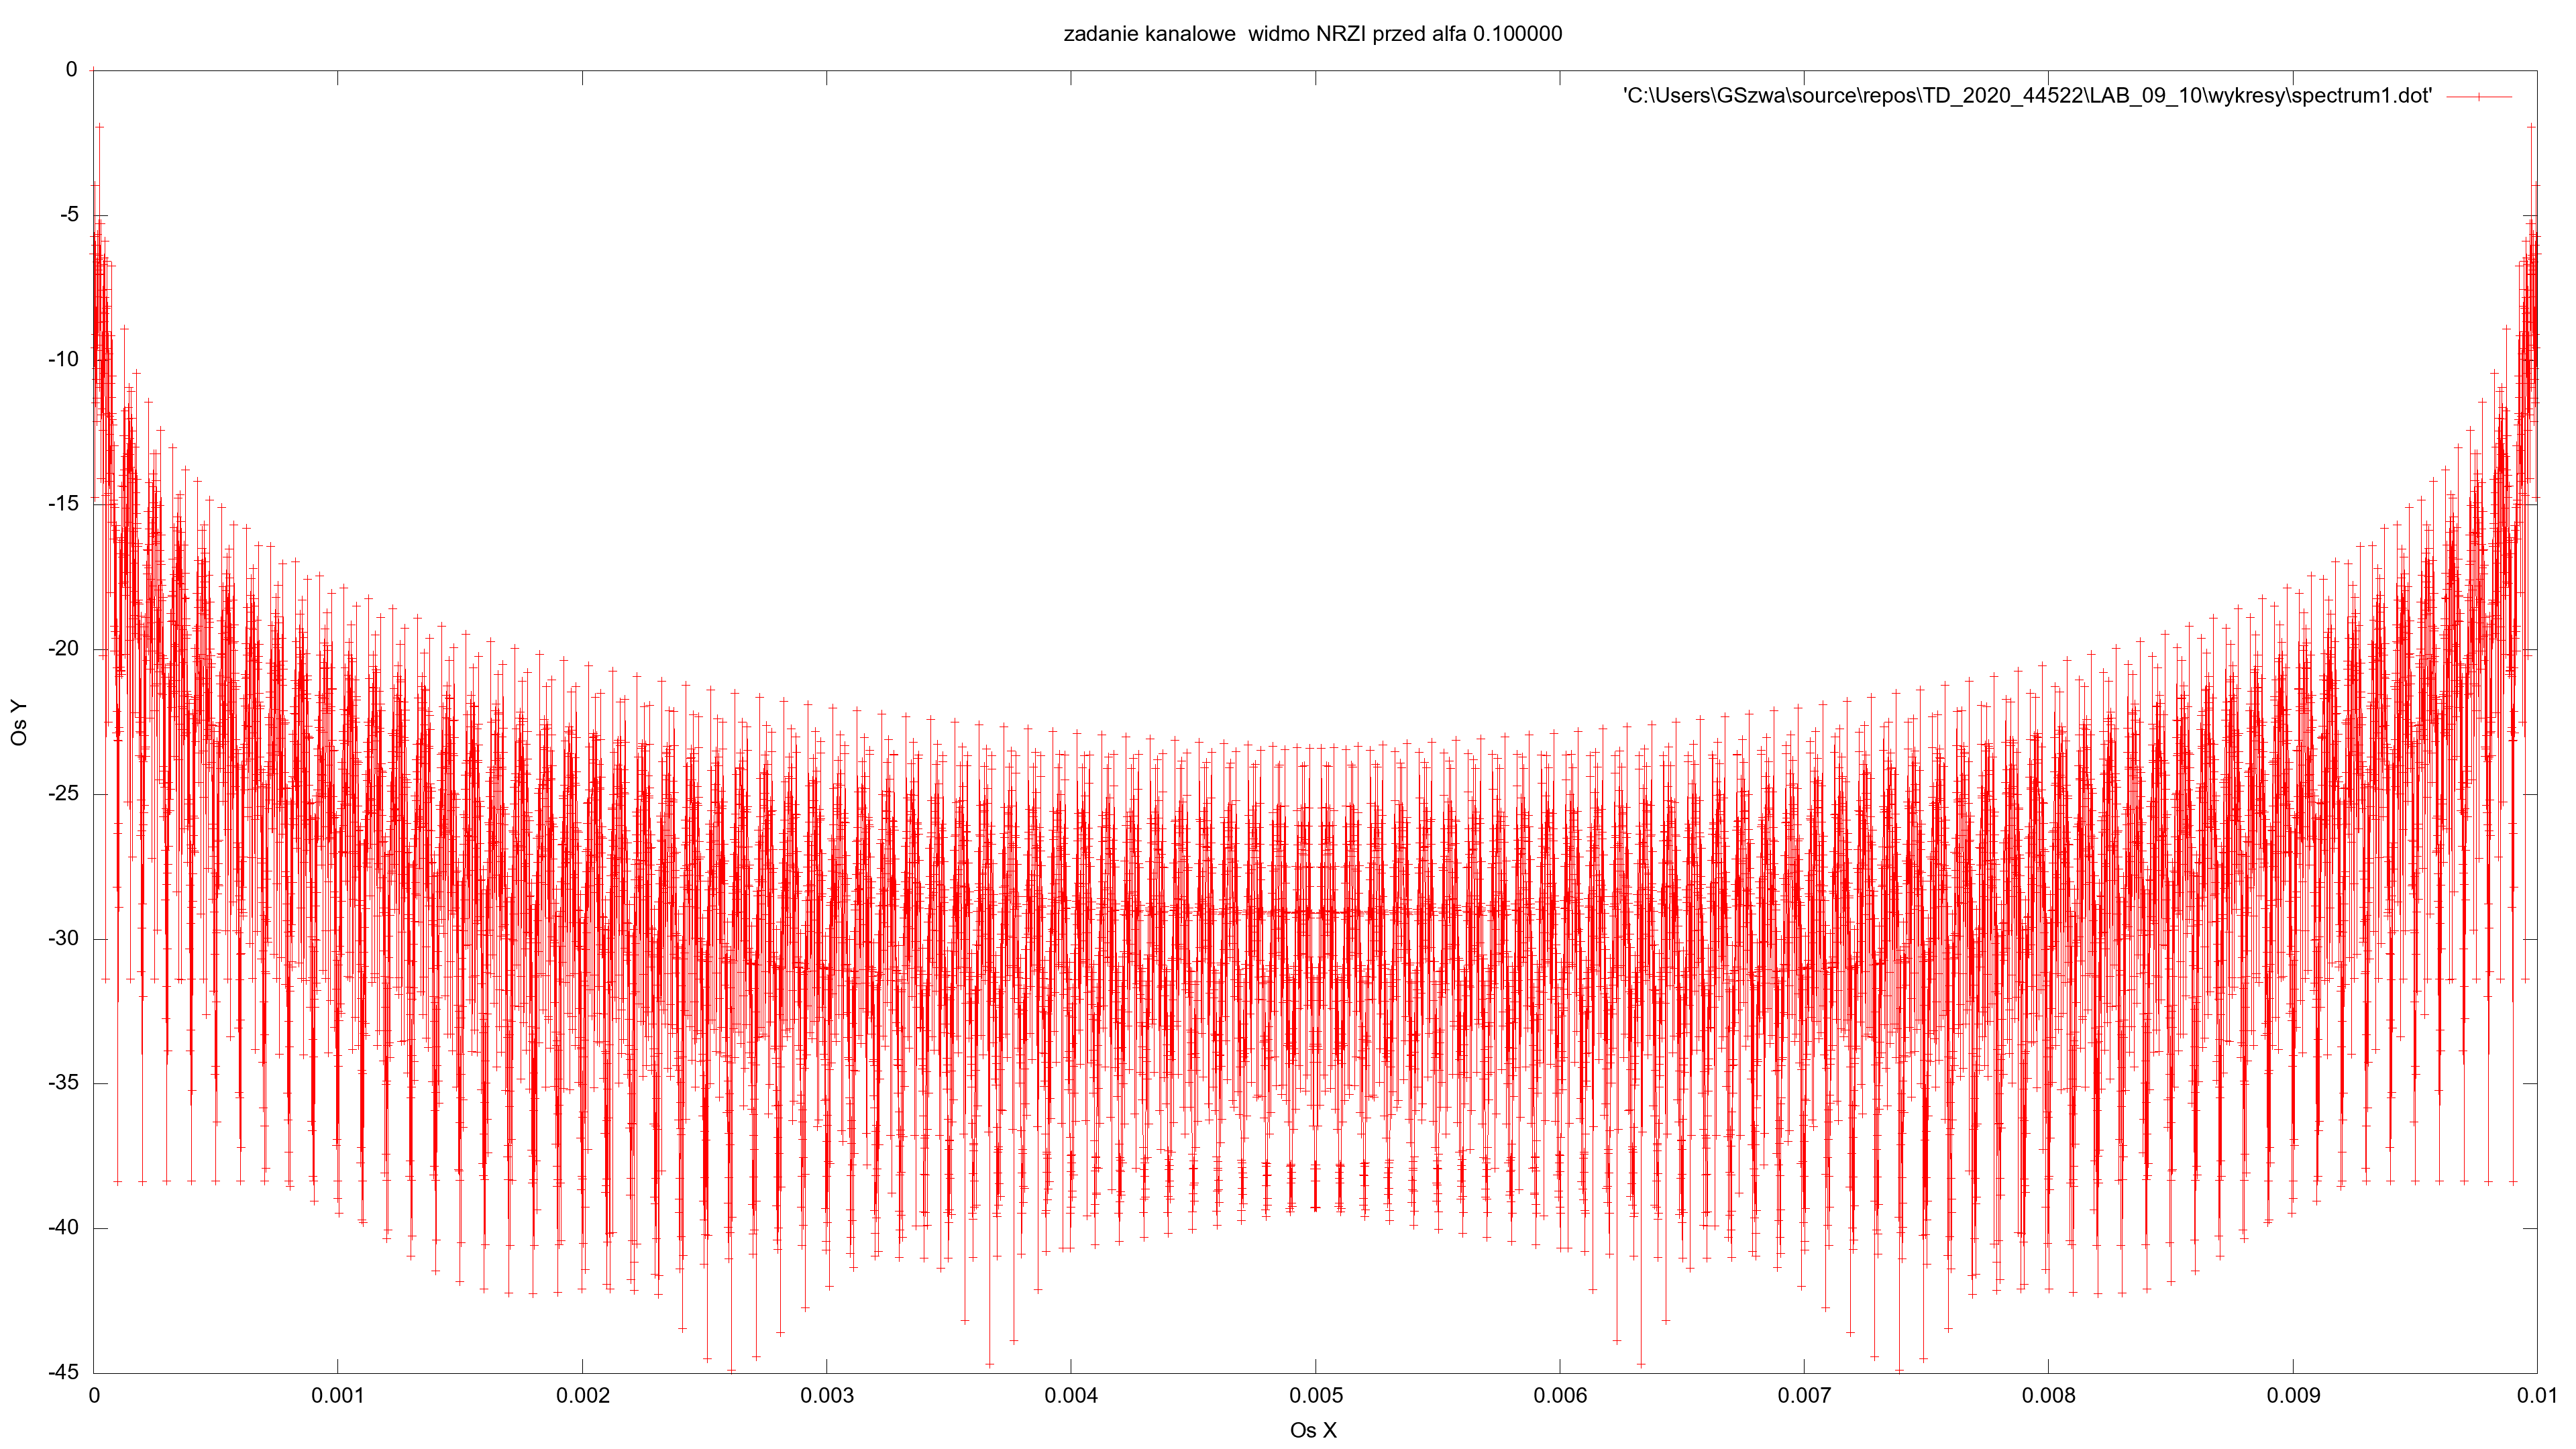 zadanie kanalowe  widmo NRZI przed alfa 0.100000
'C:\Users\GSzwa\source\repos\TD_2020_44522\LAB_09_10\wykresy\spectrum1.dot'
0
-5
-10
-15
-20
-25
-30
-35
-40
-45
Os Y
0 0.001 0.002 0.003 0.004 0.005 0.006 0.007 0.008 0.009 0.01
Os X